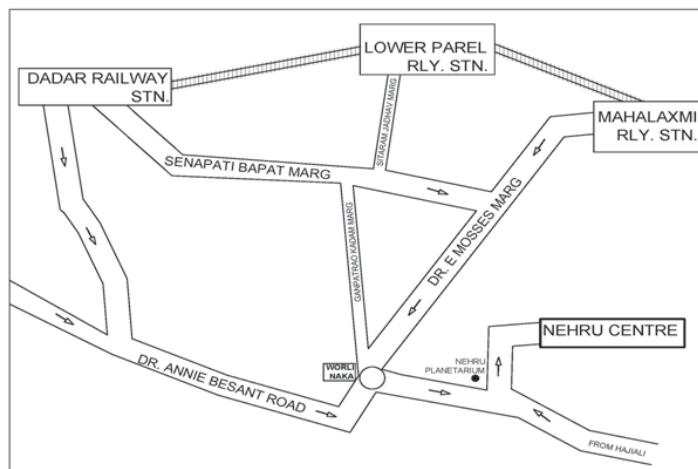 LOWER PAREL
RLY. STN.
DADAR RAILWAY
STN.
MAHALAXMI
RLY. STN.
SITARAM JADHAV MARG
SENAPATI BAPAT MARG
DR. E MOSSES MARG
GANPATRAO KADAM MARG
NEHRU CENTRE
NEHRU
PLANETARIUM
WORLI
NAKA
DR. ANNIE BESANT ROAD
FROM HAJIALI